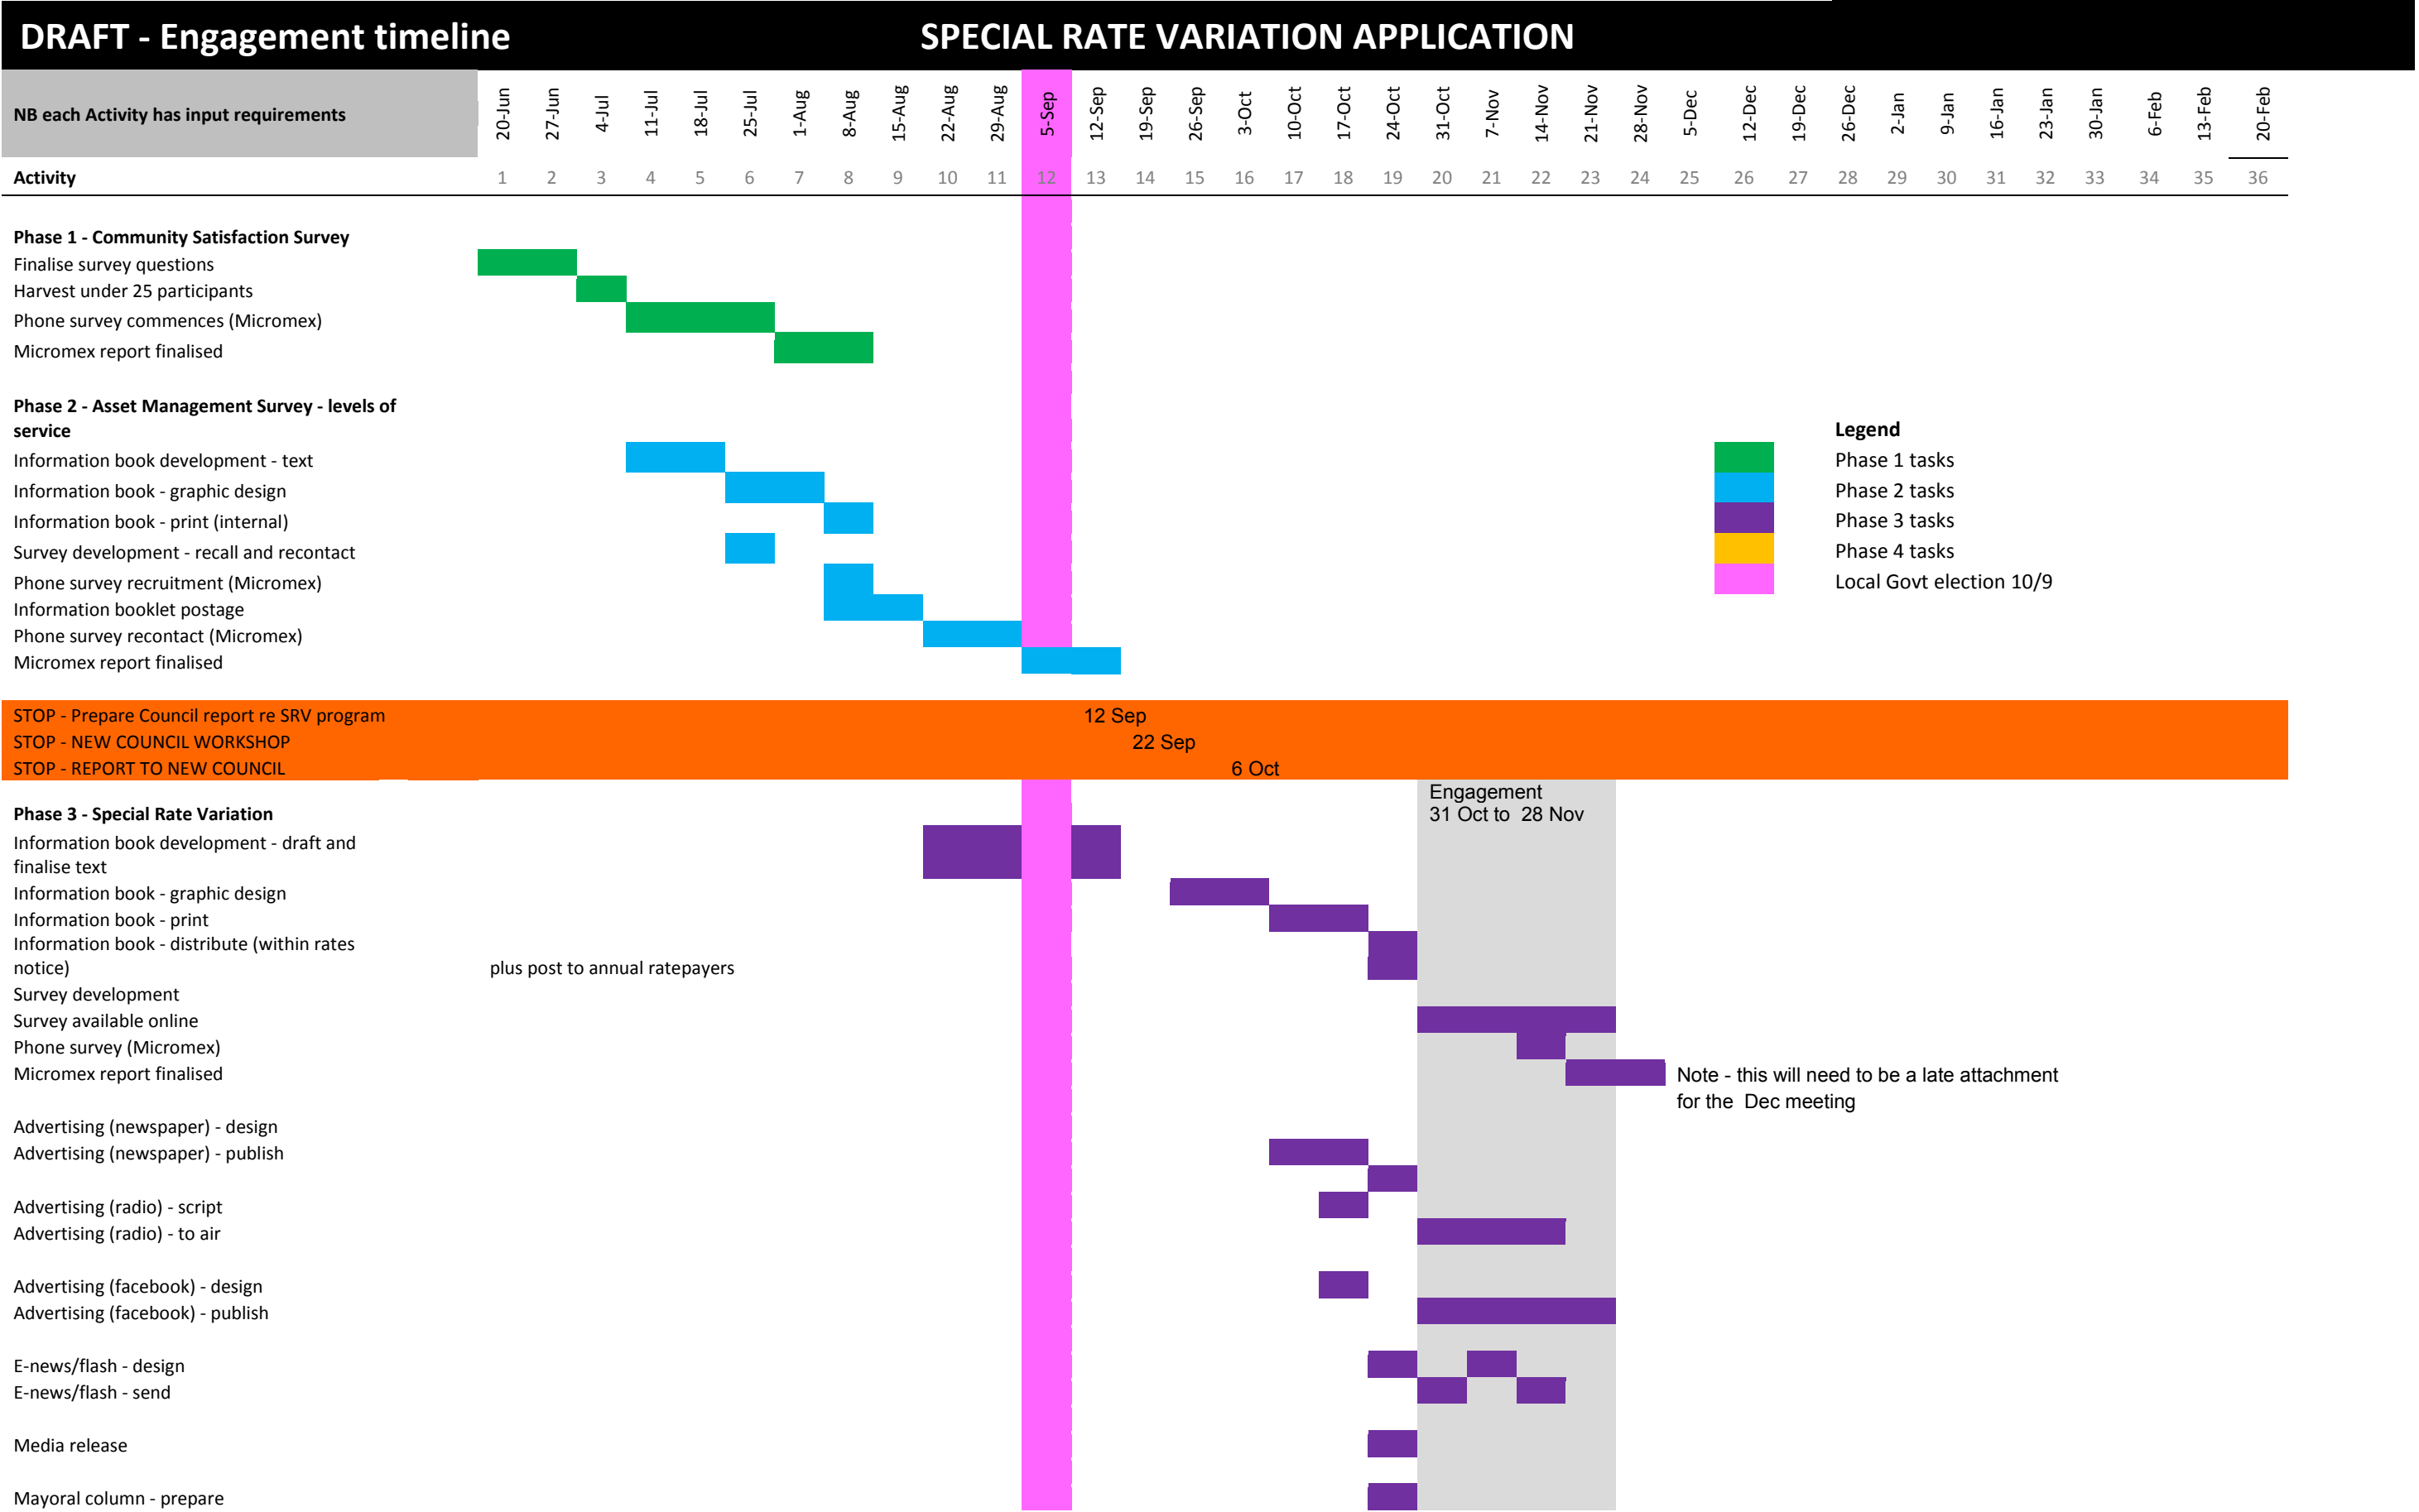 DRAFT - Engagement timeline SPECIAL RATE VARIATION APPLICATION
NB each Activity has input requirements 20-Jun 27-Jun 4-Jul 11-Jul 18-Jul 25-Jul 1-Aug 8-Aug 15-Aug 22-Aug 29-Aug 5-Sep 12-Sep 19-Sep 26-Sep 3-Oct 10-Oct 17-Oct 24-Oct 31-Oct 7-Nov 14-Nov 21-Nov 28-Nov 5-Dec 12-Dec 19-Dec 26-Dec 2-Jan 9-Jan 16-Jan 23-Jan 30-Jan 6-Feb 13-Feb 20-Feb
Activity 1 2 3 4 5 6 7 8 9 10 11 12 13 14 15 16 17 18 19 20 21 22 23 24 25 26 27 28 29 30 31 32 33 34 35 36
Phase 1 - Community Satisfaction Survey
Finalise survey questions
Harvest under 25 participants
Phone survey commences (Micromex)
Micromex report finalised
Phase 2 - Asset Management Survey - levels of
service
Information book development - text
Information book - graphic design
Information book - print (internal)
Survey development - recall and recontact
Phone survey recruitment (Micromex)
Information booklet postage
Phone survey recontact (Micromex)
Micromex report finalised
Legend
Phase 1 tasks
Phase 2 tasks
Phase 3 tasks
Phase 4 tasks
Local Govt election 10/9
STOP - Prepare Council report re SRV program 12 Sep
STOP - NEW COUNCIL WORKSHOP 22 Sep
STOP - REPORT TO NEW COUNCIL 6 Oct
Engagement
31 Oct to 28 Nov
Phase 3 - Special Rate Variation
Information book development - draft and
finalise text
Information book - graphic design
Information book - print
Information book - distribute (within rates
notice) plus post to annual ratepayers
Survey development
Survey available online
Phone survey (Micromex)
Micromex report finalised
Note - this will need to be a late attachment
for the Dec meeting
Advertising (newspaper) - design
Advertising (newspaper) - publish
Advertising (radio) - script
Advertising (radio) - to air
Advertising (facebook) - design
Advertising (facebook) - publish
E-news/flash - design
E-news/flash - send
Media release
Mayoral column - prepare